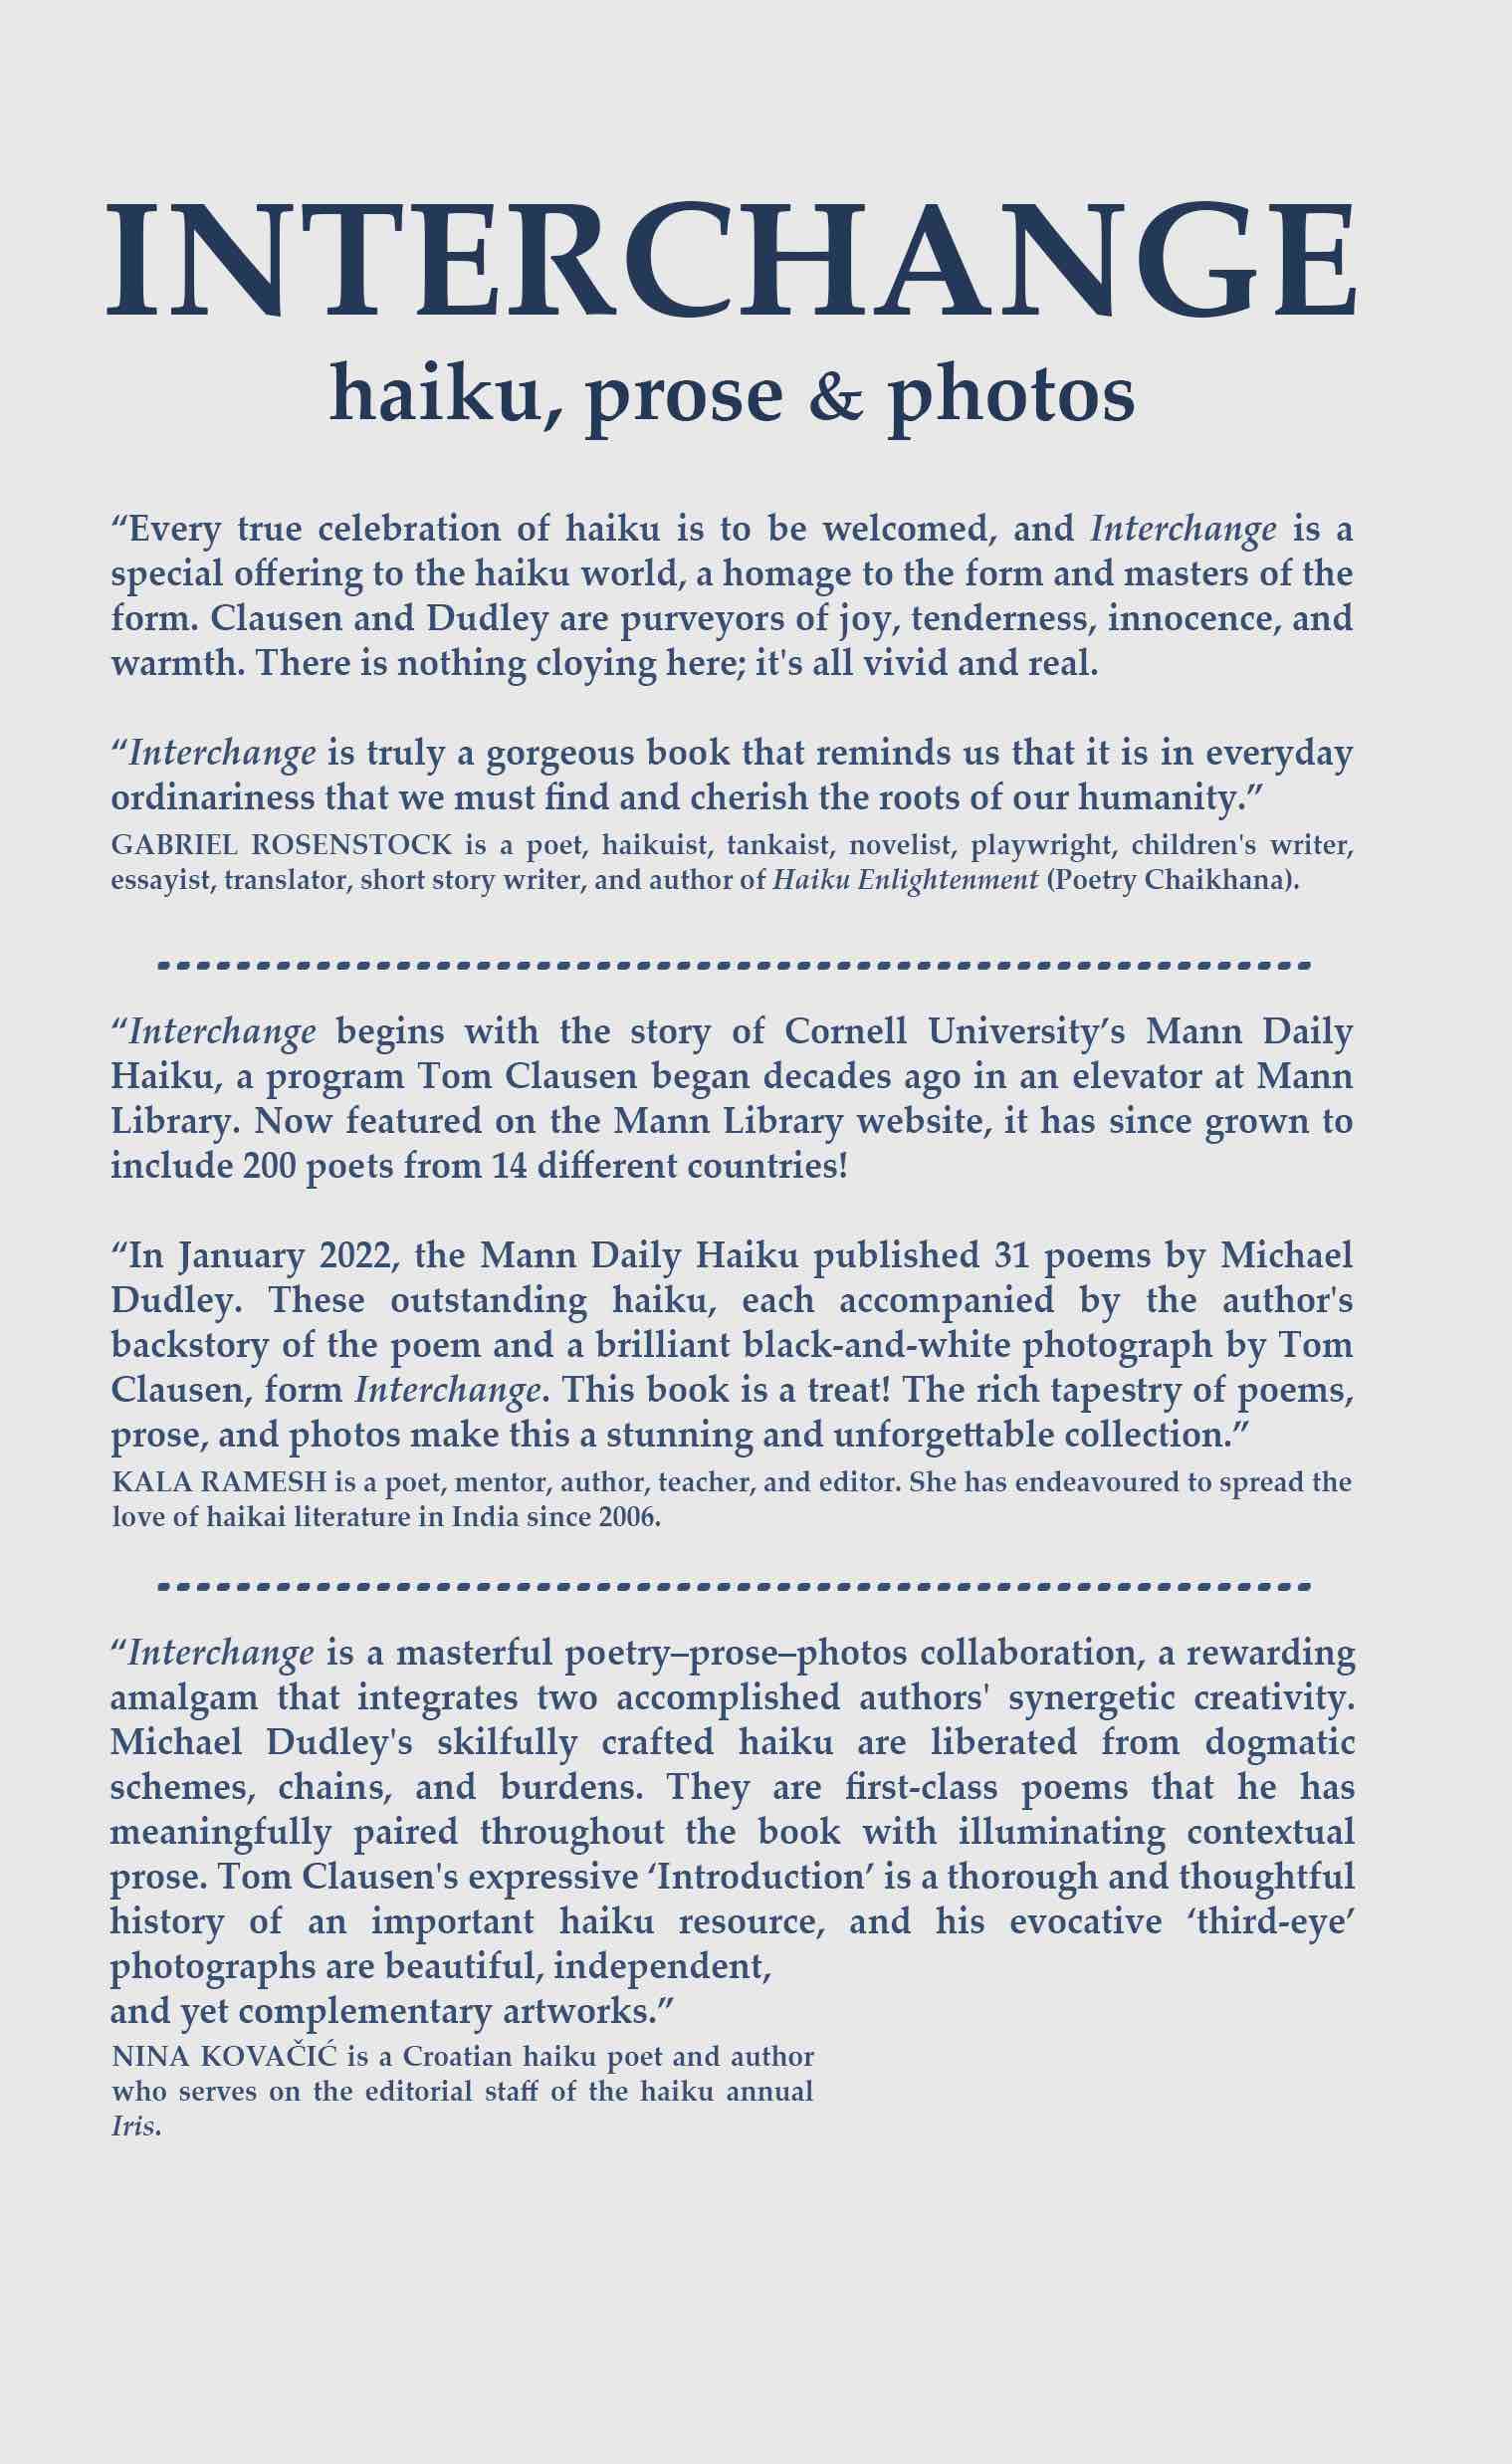 INTERCHANGE
haiku, prose & photos
“Every true celebration of haiku is to be welcomed, and Interchange is a
special offering to the haiku world, a homage to the form and masters of the
form. Clausen and Dudley are purveyors of joy, tenderness, innocence, and
warmth. There is nothing cloying here; it's all vivid and real.
“Interchange is truly a gorgeous book that reminds us that it is in everyday
ordinariness that we must find and cherish the roots of our humanity.”
GABRIEL ROSENSTOCK is a poet, haikuist, tankaist, novelist, playwright, children's writer,
essayist, translator, short story writer, and author of Haiku Enlightenment (Poetry Chaikhana).
“Interchange begins with the story of Cornell University’s Mann Daily
Haiku, a program Tom Clausen began decades ago in an elevator at Mann
Library. Now featured on the Mann Library website, it has since grown to
include 200 poets from 14 different countries!
“In January 2022, the Mann Daily Haiku published 31 poems by Michael
Dudley. These outstanding haiku, each accompanied by the author's
backstory of the poem and a brilliant black-and-white photograph by Tom
Clausen, form Interchange. This book is a treat! The rich tapestry of poems,
prose, and photos make this a stunning and unforgettable collection.”
KALA RAMESH is a poet, mentor, author, teacher, and editor. She has endeavoured to spread the
love of haikai literature in India since 2006.
“Interchange is a masterful poetry–prose–photos collaboration, a rewarding
amalgam that integrates two accomplished authors' synergetic creativity.
Michael Dudley's skilfully crafted haiku are liberated from dogmatic
schemes, chains, and burdens. They are first-class poems that he has
meaningfully paired throughout the book with illuminating contextual
prose. Tom Clausen's expressive ‘Introduction’ is a thorough and thoughtful
history of an important haiku resource, and his evocative ‘third-eye’
photographs are beautiful, independent,
and yet complementary artworks.”
NINA KOVAČIĆ is a Croatian haiku poet and author
who serves on the editorial staff of the haiku annual
Iris.